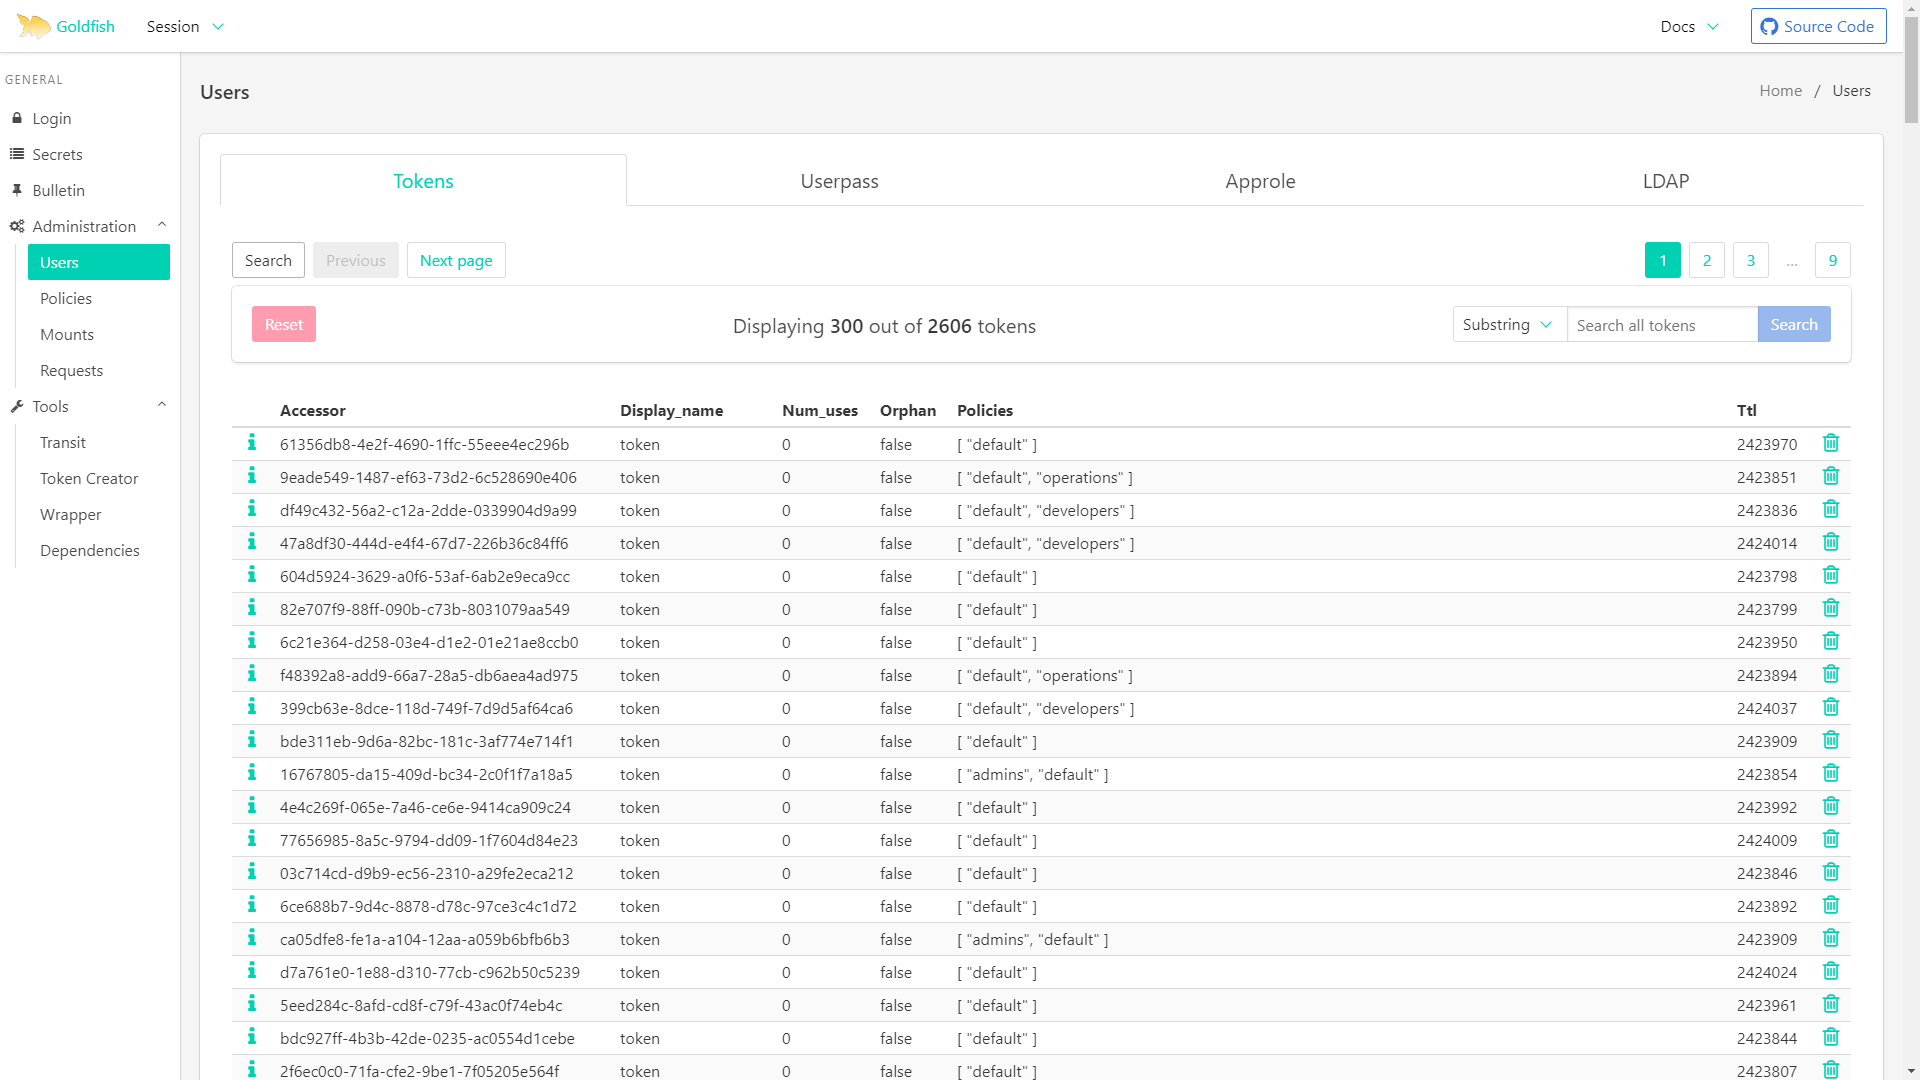 Goldfish Session Docs Source Code
GENERAL
Login
Secrets
Bulletin
Administration
Users
Policies
Mounts
Requests
Tools
Transit
Token Creator
Wrapper
Dependencies
Users
Home / Users
Tokens Userpass Approle LDAP
Search Previous Next page 1 2 3 ... 9
Reset Displaying 300 out of 2606 tokens Substring Search all tokens Search
Accessor Display_name Num_uses Orphan Policies Ttl
61356db8-4e2f-4690-1ffc-55eee4ec296b token 0 false [ "default" ] 2423970
9eade549-1487-ef63-73d2-6c528690e406 token 0 false [ "default", "operations" ] 2423851
df49c432-56a2-c12a-2dde-0339904d9a99 token 0 false [ "default", "developers" ] 2423836
47a8df30-444d-e4f4-67d7-226b36c84ff6 token 0 false [ "default", "developers" ] 2424014
604d5924-3629-a0f6-53af-6ab2e9eca9cc token 0 false [ "default" ] 2423798
82e707f9-88ff-090b-c73b-8031079aa549 token 0 false [ "default" ] 2423799
6c21e364-d258-03e4-d1e2-01e21ae8ccb0 token 0 false [ "default" ] 2423950
f48392a8-add9-66a7-28a5-db6aea4ad975 token 0 false [ "default", "operations" ] 2423894
399cb63e-8dce-118d-749f-7d9d5af64ca6 token 0 false [ "default", "developers" ] 2424037
bde311eb-9d6a-82bc-181c-3af774e714f1 token 0 false [ "default" ] 2423909
16767805-da15-409d-bc34-2c0f1f7a18a5 token 0 false [ "admins", "default" ] 2423854
4e4c269f-065e-7a46-ce6e-9414ca909c24 token 0 false [ "default" ] 2423992
77656985-8a5c-9794-dd09-1f7604d84e23 token 0 false [ "default" ] 2424009
03c714cd-d9b9-ec56-2310-a29fe2eca212 token 0 false [ "default" ] 2423846
6ce688b7-9d4c-8878-d78c-97ce3c4c1d72 token 0 false [ "default" ] 2423892
ca05dfe8-fe1a-a104-12aa-a059b6bfb6b3 token 0 false [ "admins", "default" ] 2423909
d7a761e0-1e88-d310-77cb-c962b50c5239 token 0 false [ "default" ] 2424024
5eed284c-8afd-cd8f-c79f-43ac0f74eb4c token 0 false [ "default" ] 2423961
bdc927ff-4b3b-42de-0235-ac0554d1cebe token 0 false [ "default" ] 2423844
2f6ec0c0-71fa-cfe2-9be1-7f05205e564f token 0 false [ "default" ] 2423807